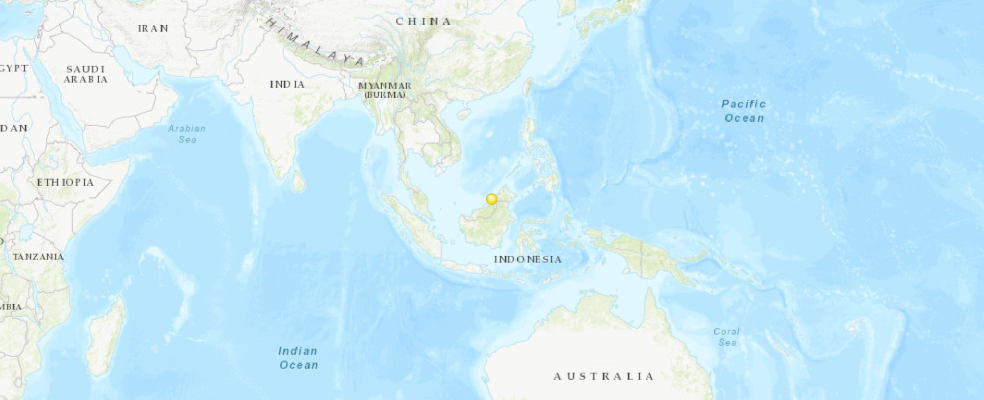 CHINA
IRAN
HIMALAYA
GYPT
SAUDI
ARABIA
INDIA
MYANMAR
(BURMA)
Pacific
Ocean
DAN
Arabian
Sea
ETHIOPIA
TANZANIA
INDONESIA
MBIA
Coral
Sea
Indian
Ocean
AUSTRALIA